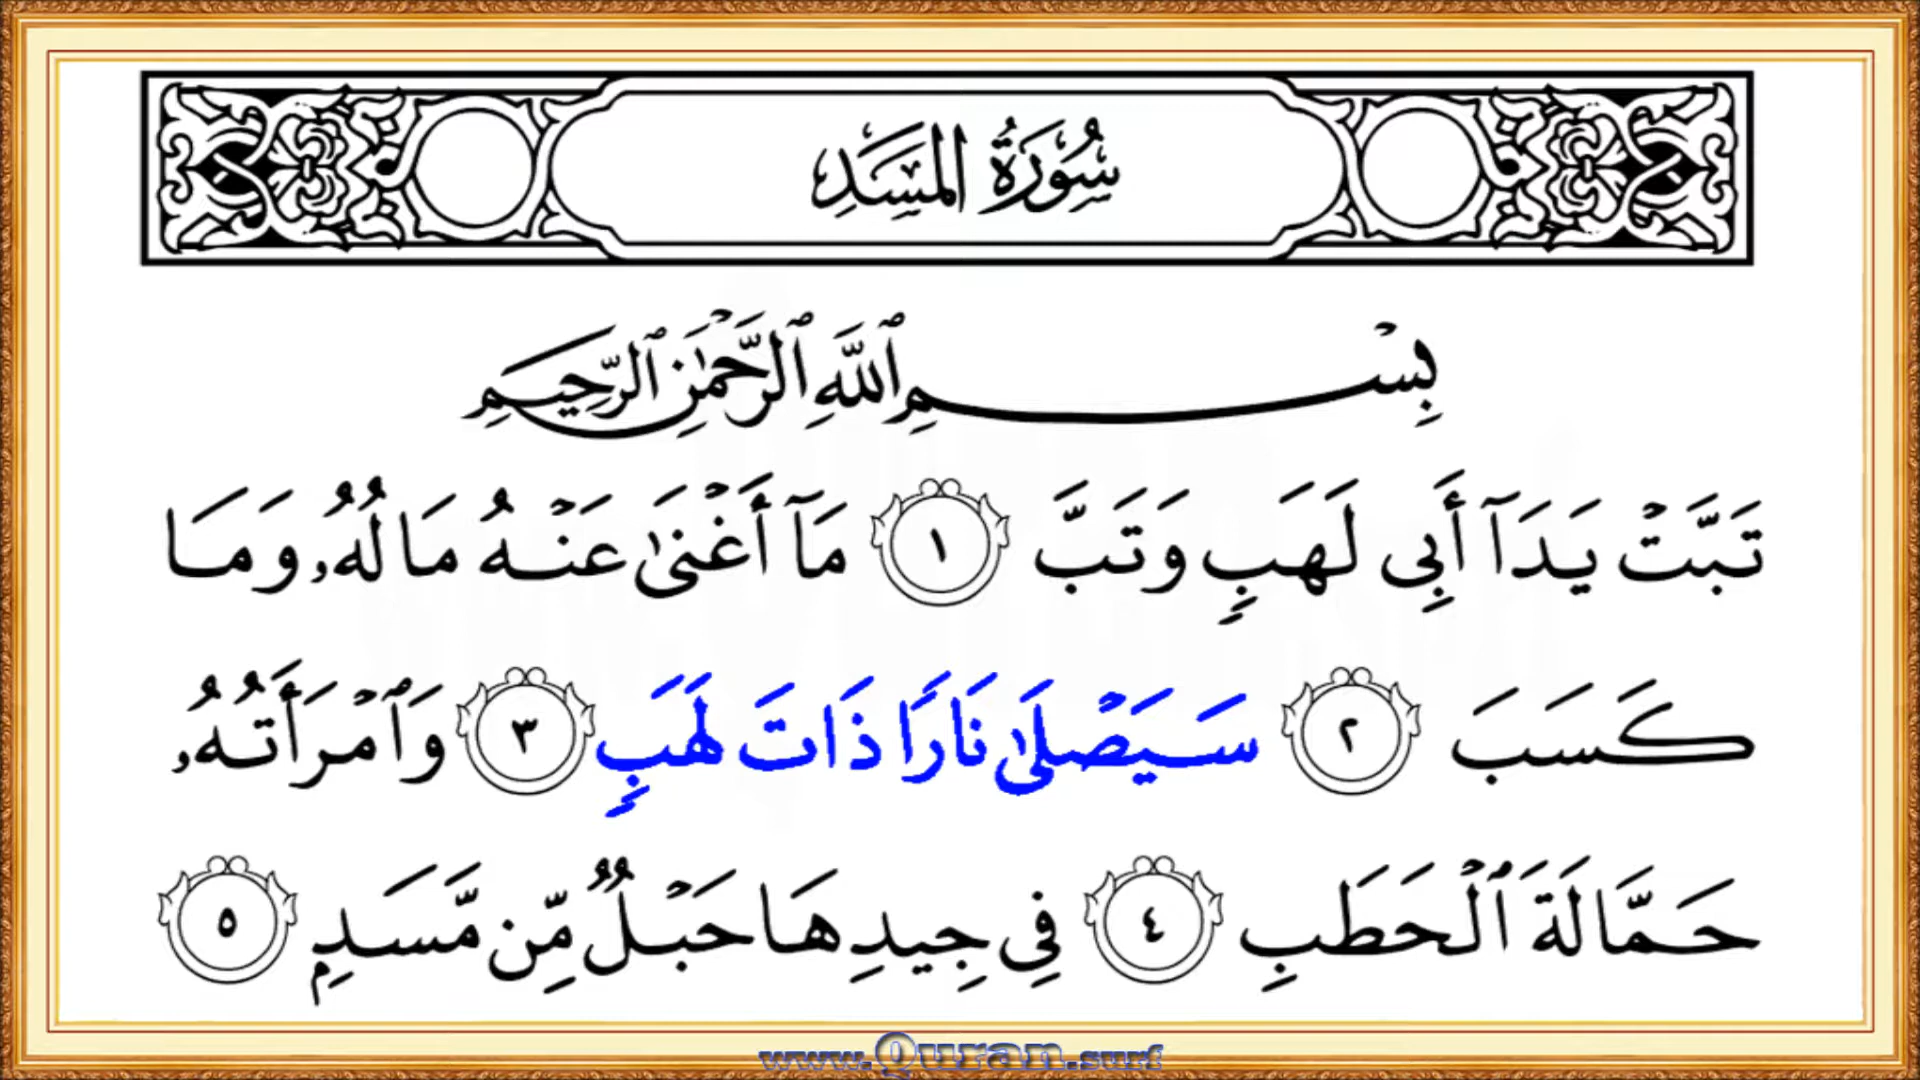 سُورَةُ المَسَدِ
بِسْمِ ٱللَّهِ ٱلرَّحْمَٰنِ ٱلرَّحِيمِ
تَبَّتْ يَدَآ أَبِى لَهَبٍ وَتَبَّ ١ مَآ أَغْنَىٰ عَنْهُ مَالُهُۥ وَمَا
كَسَبَ ٢ سَيَصْلَىٰ نَارًا ذَاتَ لَهَبٍ ٣ وَٱمْرَأَتُهُۥ
حَمَّالَةَ ٱلْحَطَبِ ٤ فِى جِيدِهَا حَبْلٌ مِّن مَّسَدٍۭ ٥
www.Quran.surf